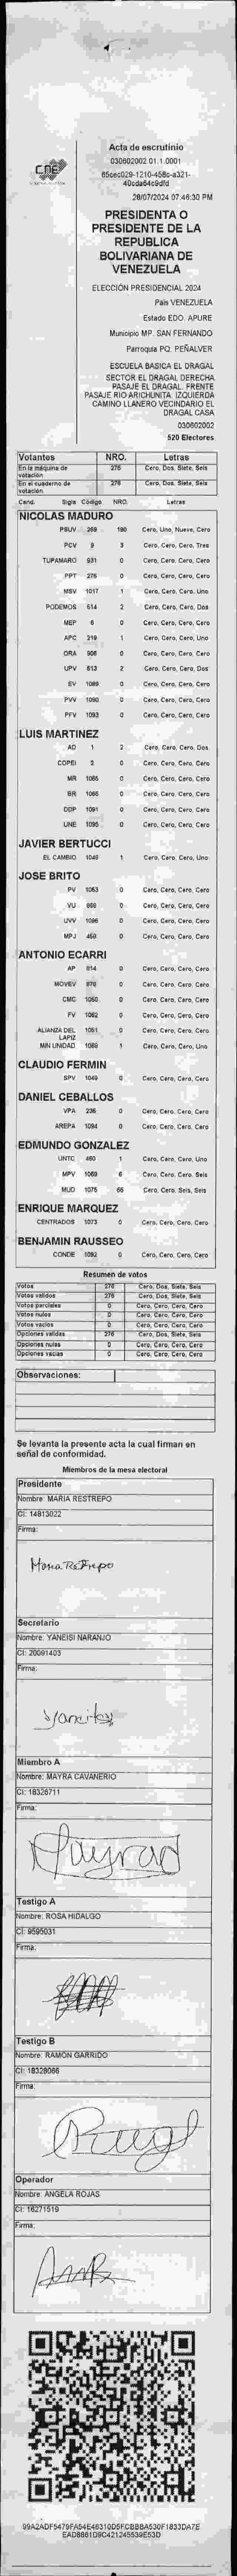 CNE
Acta de escrutinio
030602002.01.1.0001
28/07/2024 07:46:30 PM
PRESIDENTA O
PRESIDENTE DE LA
REPUBLICA
BOLIVARIANA DE
VENEZUELA
ELECCIÓN PRESIDENCIAL 2024
País VENEZUELA
Estado EDO. APURE
Municipio MP. SAN FERNANDO
Parroquia PQ. PEÑALVER
ESCUELA BASICA EL DRAGAL
SECTOR EL DRAGAL. DERECHA
PASAJE EL DRAGAL. FRENTE
PASAJE RIO ARICHUNITA. IZQUIERDA
CAMINO LLANERO VECINDARIO EL
DRAGAL CASA
030602002
520 Electores
Votantes NRO. Letras
En la máquina de votación 276 Cero, Dos, Siete, Seis
En el cuaderno de votación 276 Cero, Dos, Siete, Seis
Cand. Sigla Código NRO. Letras
NICOLAS MADURO
PSUV 269 190 Cero, Uno, Nueve, Cero
PCV 9 3 Cero, Cero, Cero, Tres
TUPAMARO 931 0 Cero, Cero, Cero, Cero
PPT 275 0 Cero, Cero, Cero, Cero
MSV 1017 1 Cero, Cero, Cero, Uno
PODEMOS 614 2 Cero, Cero, Cero, Dos
MEP 8 0 Cero, Cero, Cero, Cero
APC 219 1 Cero, Cero, Cero, Uno
ORA 908 0 Cero, Cero, Cero, Cero
UPV 613 2 Cero, Cero, Cero, Dos
EV 1089 0 Cero, Cero, Cero, Cero
PVV 1090 0 Cero, Cero, Cero, Cero
PFV 1093 0 Cero, Cero, Cero, Cero
LUIS MARTINEZ
AD 1 2 Cero, Cero, Cero, Dos
COPEI 2 0 Cero, Cero, Cero, Cero
MR 1065 0 Cero, Cero, Cero, Cero
BR 1066 0 Cero, Cero, Cero, Cero
DDP 1091 0 Cero, Cero, Cero, Cero
UNE 1095 0 Cero, Cero, Cero, Cero
JAVIER BERTUCCI
EL CAMBIO 1049 1 Cero, Cero, Cero, Uno
JOSE BRITO
PV 1053 0 Cero, Cero, Cero, Cero
VU 869 0 Cero, Cero, Cero, Cero
UVV 1096 0 Cero, Cero, Cero, Cero
MPJ 459 0 Cero, Cero, Cero, Cero
ANTONIO ECARRI
AP 814 0 Cero, Cero, Cero, Cero
MOVEV 978 0 Cero, Cero, Cero, Cero
CMC 1050 0 Cero, Cero, Cero, Cero
FV 1062 0 Cero, Cero, Cero, Cero
ALIANZA DEL LAPIZ 1051 0 Cero, Cero, Cero, Cero
MIN UNIDAD 1088 1 Cero, Cero, Cero, Uno
CLAUDIO FERMIN
SPV 1048 0 Cero, Cero, Cero, Cero
DANIEL CEBALLOS
VPA 236 0 Cero, Cero, Cero, Cero
AREPA 1094 0 Cero, Cero, Cero, Cero
EDMUNDO GONZALEZ
UNTC 480 1 Cero, Cero, Cero, Uno
MPV 1069 6 Cero, Cero, Cero, Seis
MUD 1075 66 Cero, Cero, Seis, Seis
ENRIQUE MARQUEZ
CENTRADOS 1073 0 Cero, Cero, Cero, Cero
BENJAMIN RAUSSEO
CONDE 1092 0 Cero, Cero, Cero, Cero
Resumen de votos
Votos 276 Cero, Dos, Siete, Seis
Votos validos 276 Cero, Dos, Siete, Seis
Votos parciales 0 Cero, Cero, Cero, Cero
Votos nulos 0 Cero, Cero, Cero, Cero
Votos vacios 0 Cero, Cero, Cero, Cero
Opciones validas 276 Cero, Dos, Siete, Seis
Opciones nulas 0 Cero, Cero, Cero, Cero
Opciones vacias 0 Cero, Cero, Cero, Cero
Observaciones:
Se levanta la presente acta la cual firman en
señal de conformidad.
Miembros de la mesa electoral
Presidente
Nombre: MARIA RESTREPO
CI: 14813022
Firma:
Maria Restrepo
Secretario
Nombre: YANEISI NARANJO
CI: 20091403
Firma:
Miembro A
Nombre: MAYRA CAVANERIO
CI: 18326711
Firma:
Testigo A
Nombre: ROSA HIDALGO
CI: 9595031
Firma:
Testigo B
Nombre: RAMON GARRIDO
CI: 18328066
Firma:
Operador
Nombre: ANGELA ROJAS
CI: 16271519
Firma: